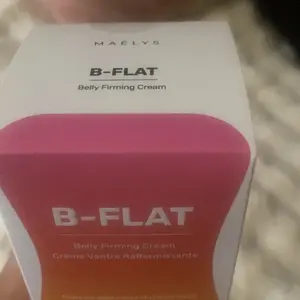 MAËLYS
B-FLAT
Belly Firming Cream
B-FLAT
Belly Firming Cream
Crème Ventre Raffermissante